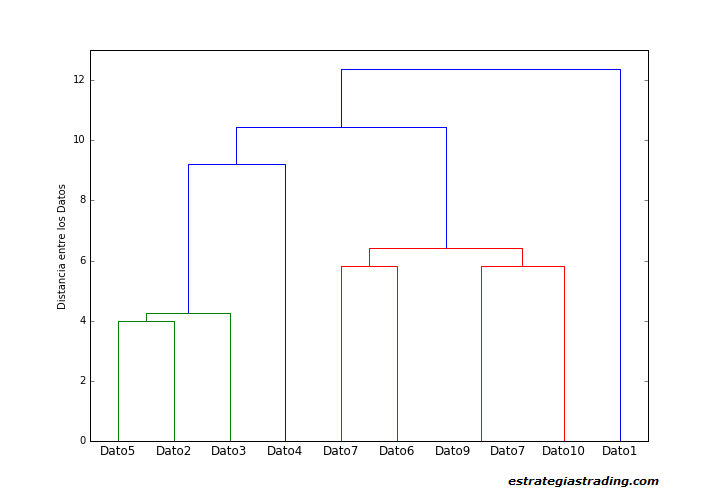 12
10
8
6
4
2
0
Distancia entre los Datos
Dato5 Dato2 Dato3 Dato4 Dato7 Dato6 Dato9 Dato7 Dato10 Dato1
estrategiastrading.com